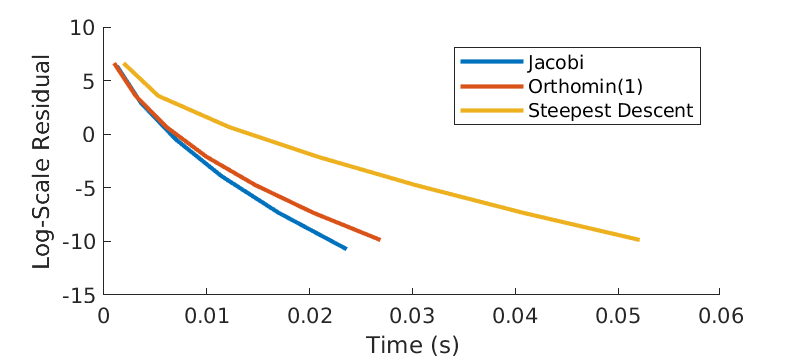 10
5
0
-5
-10
-15
Log-Scale Residual
Jacobi
Orthomin(1)
Steepest Descent
0 0.01 0.02 0.03 0.04 0.05 0.06
Time (s)